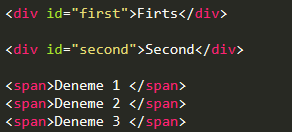 <div id="first">Firts</div>
<div id="second">Second</div>
<span>Deneme 1 </span>
<span>Deneme 2 </span>
<span>Deneme 3 </span>